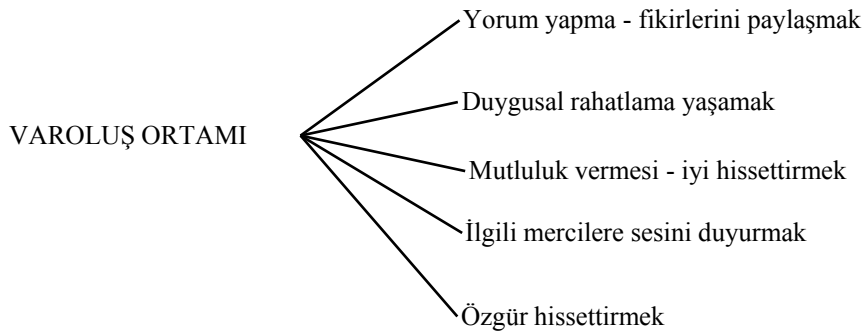 Yorum yapma - fikirlerini paylaşmak
Duygusal rahatlama yaşamak
VAROLUŞ ORTAMI
Mutluluk vermesi - iyi hissettirmek
İlgili mercilere sesini duyurmak
Özgür hissettirmek